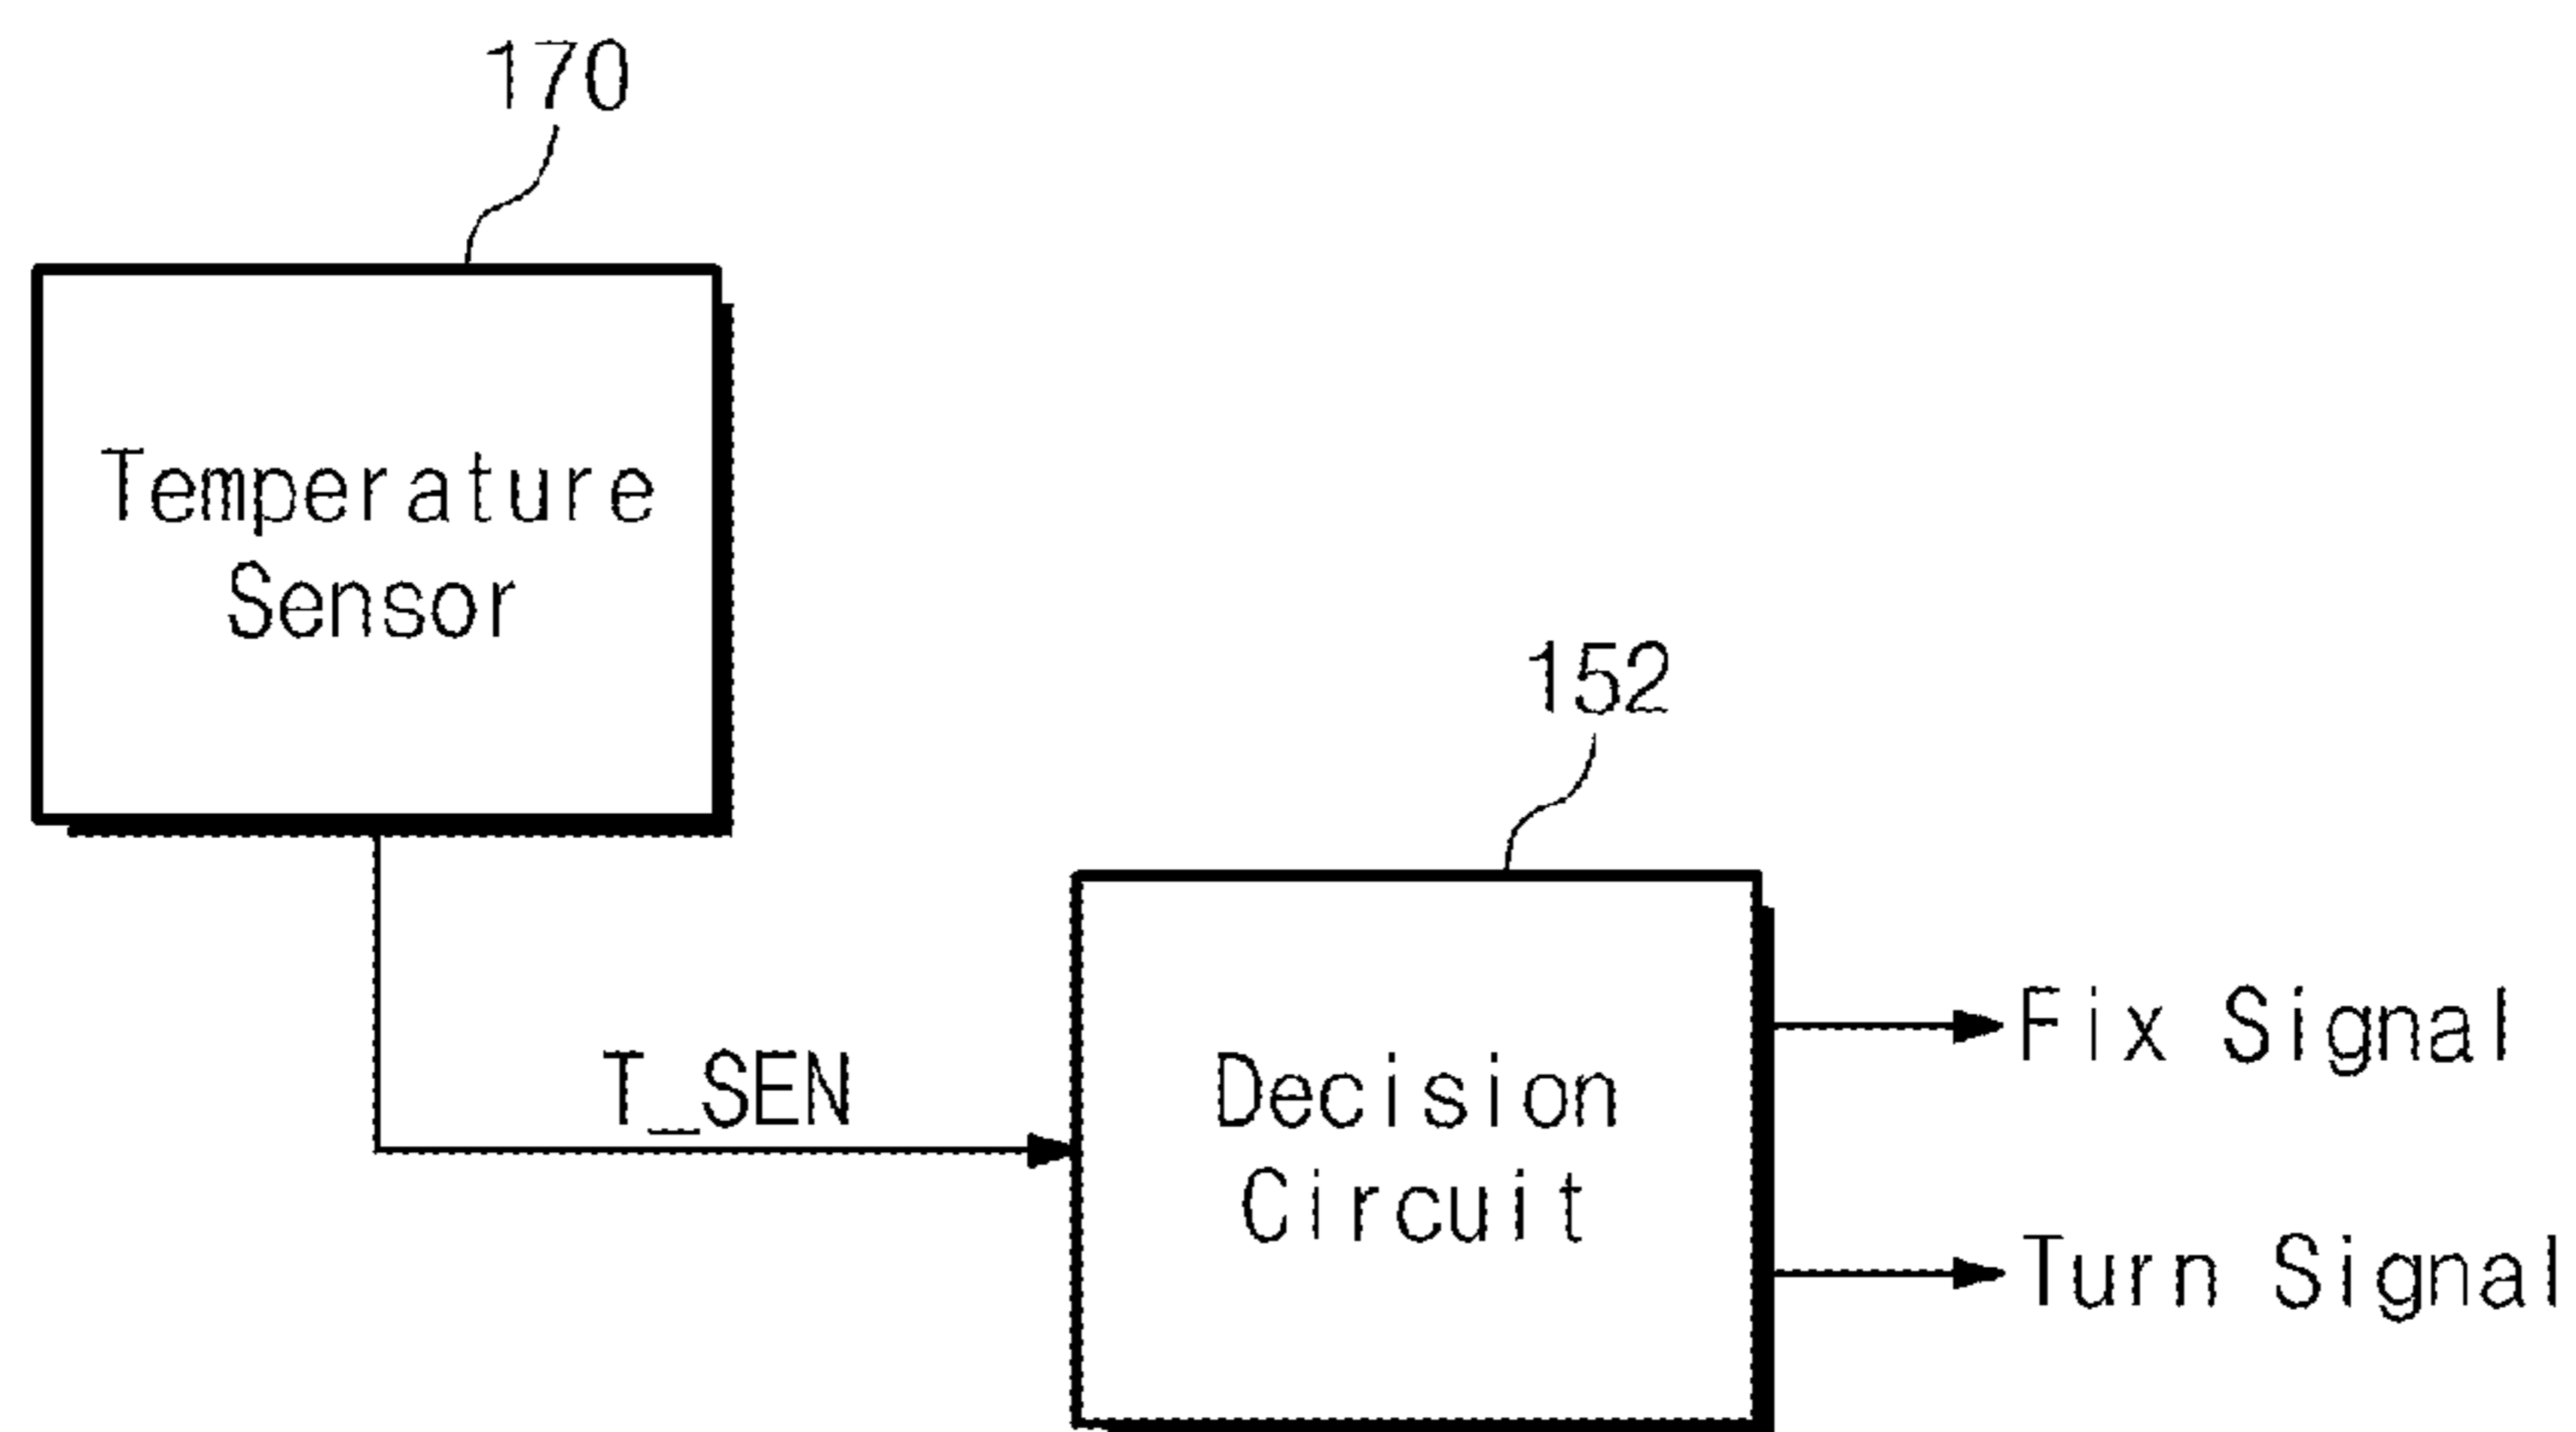 170
Temperature
Sensor
152
T_SEN
Decision
Circuit
Fix Signal
Turn Signal